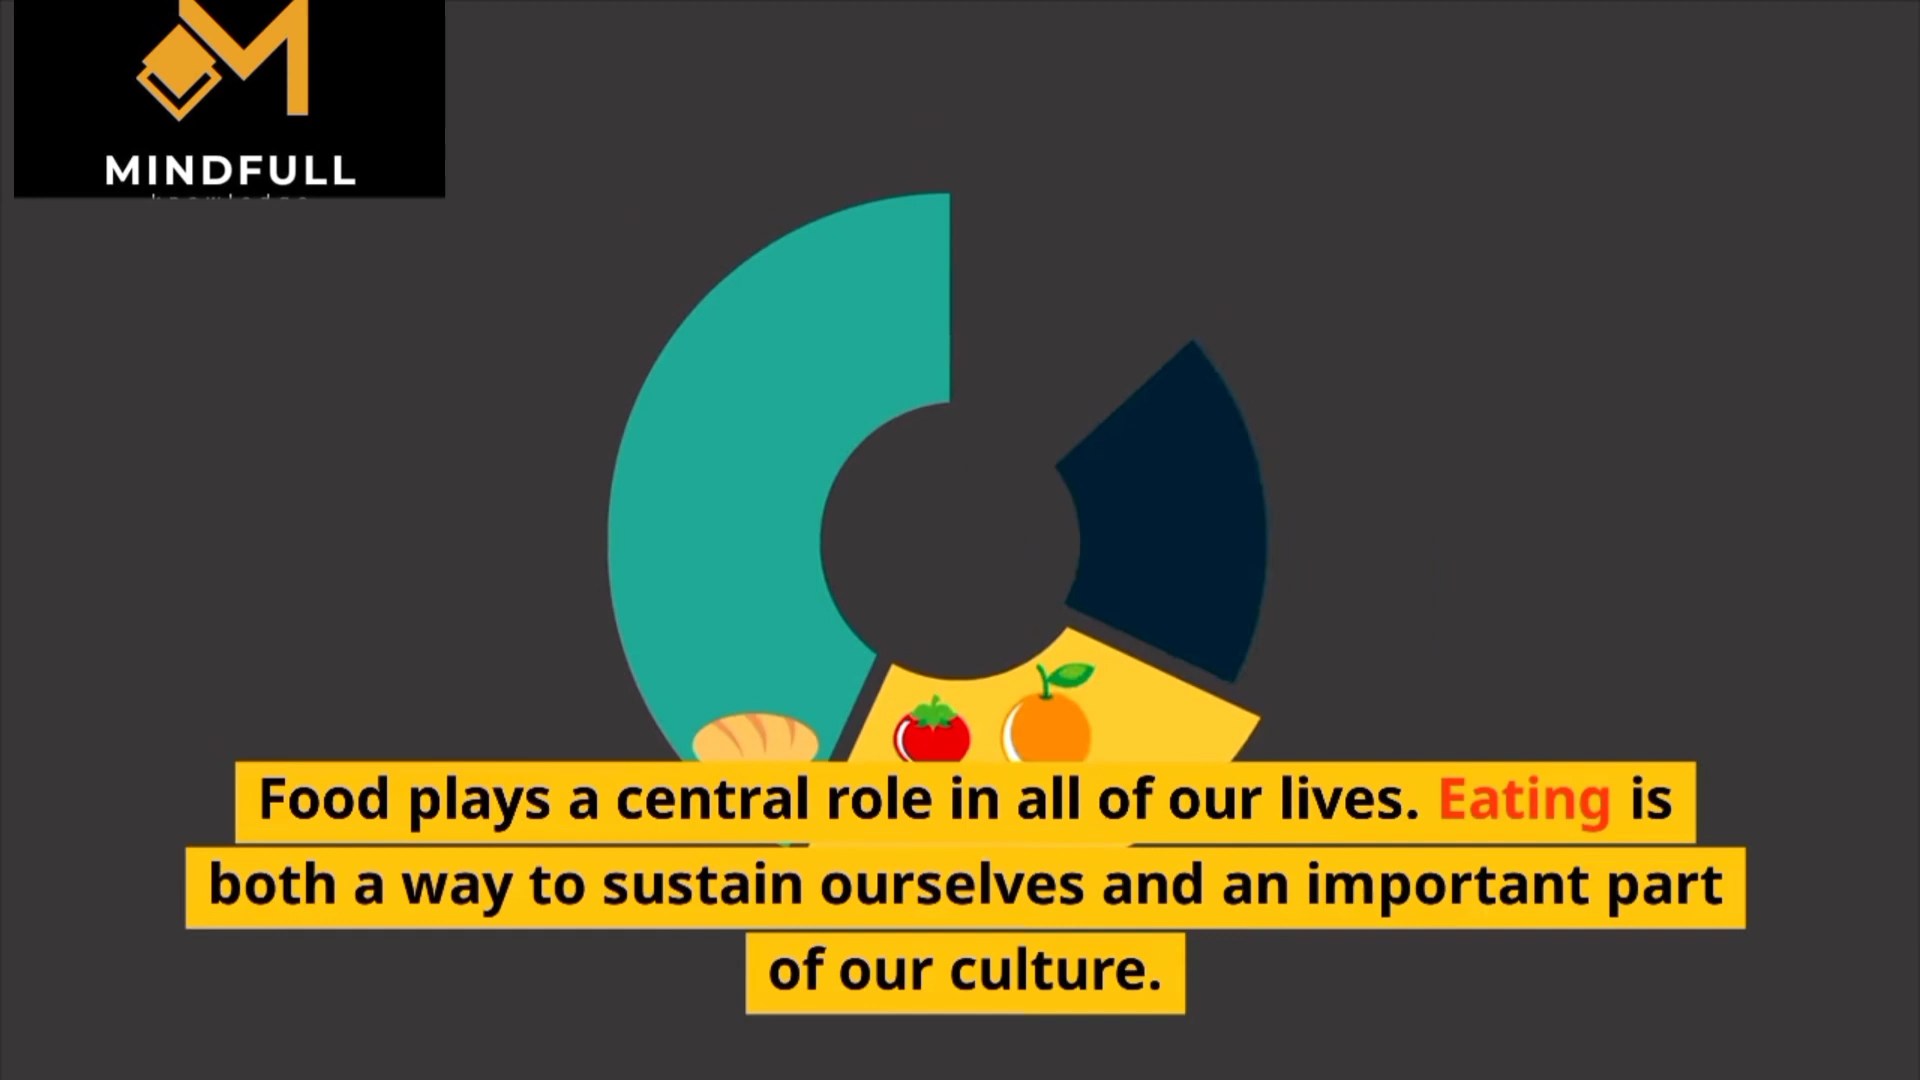 MINDFULL
Food plays a central role in all of our lives. Eating is
both a way to sustain ourselves and an important part
of our culture.